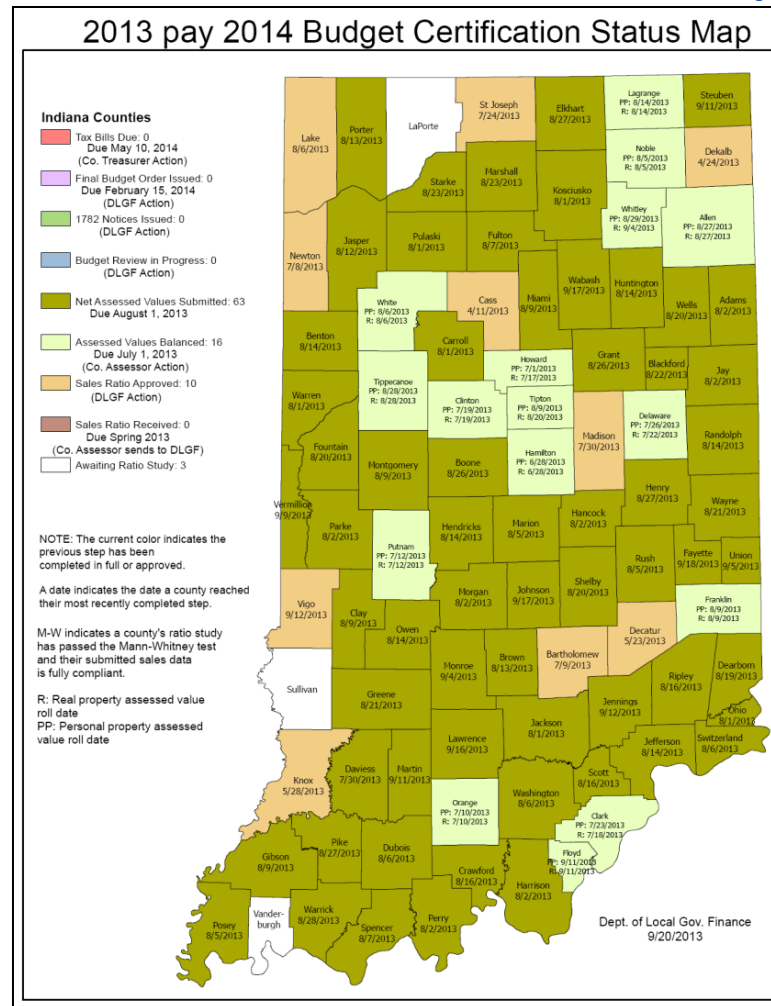 2013 pay 2014 Budget Certification Status Map
Indiana Counties
Tax Bills Due: 0
Due May 10, 2014
(Co. Treasurer Action)
Final Budget Order Issued: 0
Due February 15, 2014
(DLGF Action)
1782 Notices Issued: 0
(DLGF Action)
Budget Review in Progress: 0
(DLGF Action)
Net Assessed Values Submitted: 63
Due August 1, 2013
Assessed Values Balanced: 16
Due July 1, 2013
(Co. Assessor Action)
Sales Ratio Approved: 10
(DLGF Action)
Sales Ratio Received: 0
Due Spring 2013
(Co. Assessor sends to DLGF)
Awaiting Ratio Study: 3
NOTE: The current color indicates the
previous step has been
completed in full or approved.
A date indicates the date a county reached
their most recently completed step.
M-W indicates a county's ratio study
has passed the Mann-Whitney test
and their submitted sales data
is fully compliant.
R: Real property assessed value
roll date
PP: Personal property assessed
value roll date
Lake
8/6/2013
Porter
8/13/2013
LaPorte
St Joseph
7/24/2013
Elkhart
8/27/2013
Lagrange
PP: 8/14/2013
R: 8/14/2013
Steuben
9/11/2013
Noble
PP: 8/5/2013
R: 8/5/2013
Dekalb
4/24/2013
Starke
8/23/2013
Marshall
8/23/2013
Kosciusko
8/1/2013
Whitley
PP: 8/29/2013
R: 9/4/2013
Allen
PP: 8/27/2013
R: 8/27/2013
Newton
7/8/2013
Jasper
8/12/2013
Pulaski
8/1/2013
Fulton
8/7/2013
Wabash
9/17/2013
Huntington
8/14/2013
Wells
8/20/2013
Adams
8/2/2013
White
PP: 8/6/2013
R: 8/6/2013
Cass
4/11/2013
Miami
8/9/2013
Benton
8/14/2013
Carroll
8/1/2013
Howard
PP: 7/1/2013
R: 7/17/2013
Grant
8/26/2013
Blackford
8/22/2013
Jay
8/2/2013
Warren
8/1/2013
Tippecanoe
PP: 8/28/2013
R: 8/28/2013
Clinton
PP: 7/19/2013
R: 7/19/2013
Tipton
PP: 8/9/2013
R: 8/20/2013
Madison
7/30/2013
Delaware
PP: 7/26/2013
R: 7/22/2013
Randolph
8/14/2013
Fountain
8/20/2013
Montgomery
8/9/2013
Boone
8/26/2013
Hamilton
PP: 6/28/2013
R: 6/28/2013
Henry
8/27/2013
Wayne
8/21/2013
Vermillion
9/9/2013
Parke
8/2/2013
Putnam
PP: 7/12/2013
R: 7/12/2013
Hendricks
8/14/2013
Marion
8/5/2013
Hancock
8/2/2013
Rush
8/5/2013
Fayette
9/18/2013
Union
9/5/2013
Vigo
9/12/2013
Clay
8/9/2013
Owen
8/14/2013
Morgan
8/2/2013
Johnson
9/17/2013
Shelby
8/20/2013
Decatur
5/23/2013
Franklin
PP: 8/9/2013
R: 8/9/2013
Sullivan
Greene
8/21/2013
Monroe
9/4/2013
Brown
8/13/2013
Bartholomew
7/9/2013
Jennings
9/12/2013
Ripley
8/16/2013
Dearborn
8/19/2013
Ohio
8/1/2013
Knox
5/28/2013
Daviess
7/30/2013
Martin
9/11/2013
Lawrence
9/16/2013
Jackson
8/1/2013
Scott
8/16/2013
Jefferson
8/14/2013
Switzerland
8/6/2013
Orange
PP: 7/10/2013
R: 7/10/2013
Washington
8/6/2013
Clark
PP: 7/23/2013
R: 7/18/2013
Floyd
PP: 9/11/2013
R: 9/11/2013
Gibson
8/9/2013
Pike
8/27/2013
Dubois
8/6/2013
Crawford
8/16/2013
Harrison
8/2/2013
Posey
8/5/2013
Vander-
burgh
Warrick
8/28/2013
Spencer
8/7/2013
Perry
8/2/2013
Dept. of Local Gov. Finance
9/20/2013